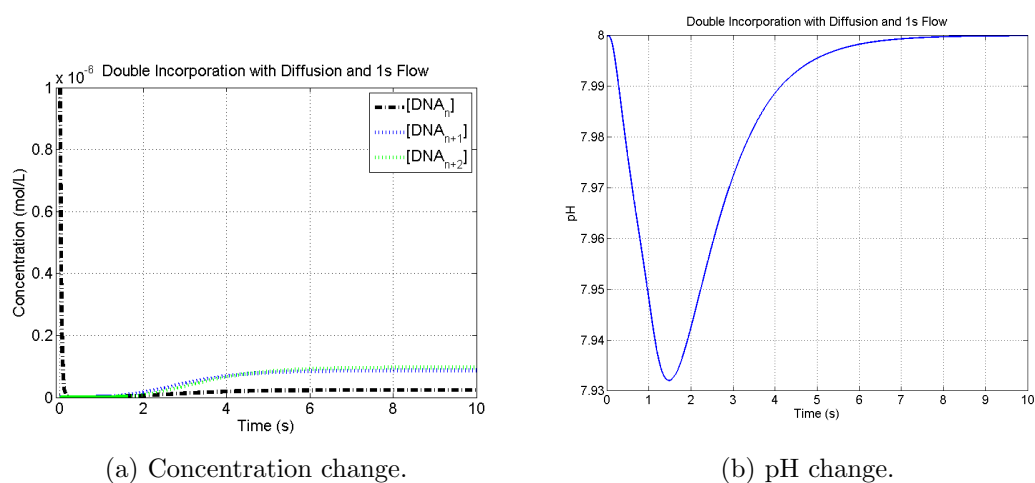 Double Incorporation with Diffusion and 1s Flow
x 10^-6
1
0.8
0.6
0.4
0.2
0
Concentration (mol/L)
[DNA_n]
[DNA_n+1]
[DNA_n+2]
0 2 4 6 8 10
Time (s)
(a) Concentration change.
Double Incorporation with Diffusion and 1s Flow
8
7.99
7.98
7.97
7.96
7.95
7.94
7.93
pH
0 1 2 3 4 5 6 7 8 9 10
Time (s)
(b) pH change.